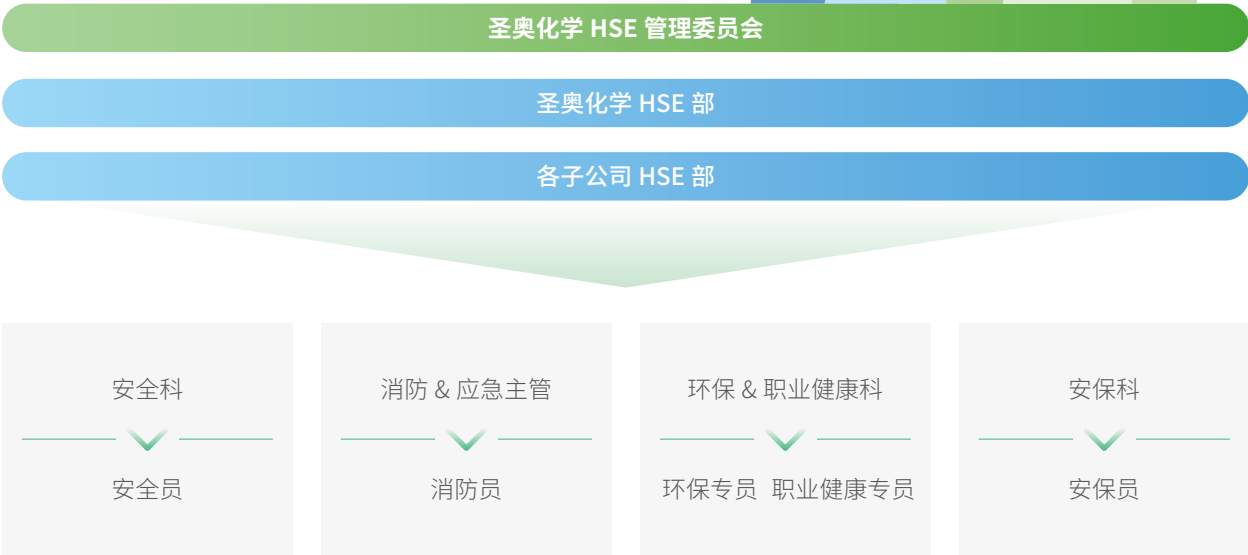 圣奥化学 HSE 管理委员会
圣奥化学 HSE 部
各子公司 HSE 部
安全科
安全员
消防 & 应急主管
消防员
环保 & 职业健康科
环保专员 职业健康专员
安保科
安保员